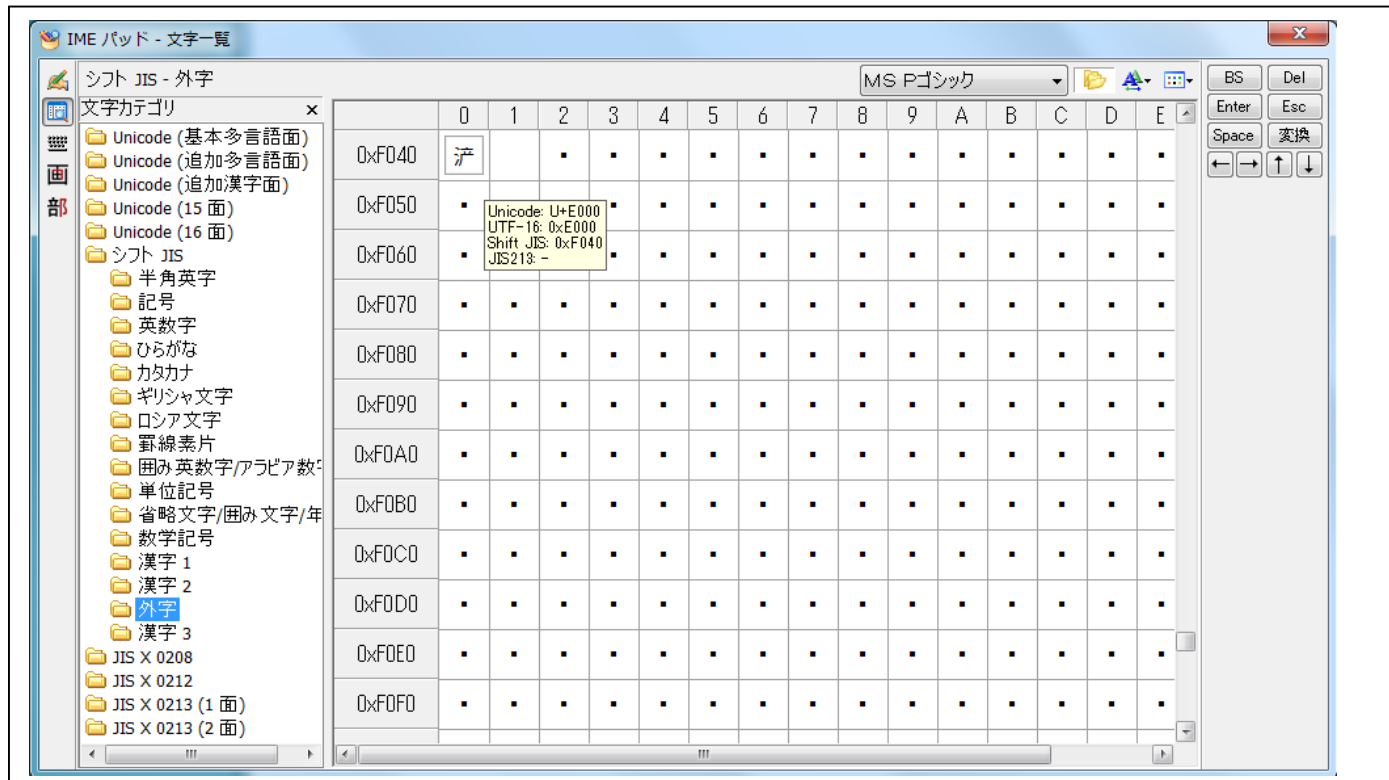 IME パッド - 文字一覧
シフト JIS - 外字
MS Pゴシック
BS Del
Enter Esc
Space 変換
← → ↑ ↓
画
部
文字カテゴリ ×
Unicode (基本多言語面)
Unicode (追加多言語面)
Unicode (追加漢字面)
Unicode (15 面)
Unicode (16 面)
シフト JIS
半角英字
記号
英数字
ひらがな
カタカナ
ギリシャ文字
ロシア文字
罫線素片
囲み英数字/アラビア数
単位記号
省略文字/囲み文字/年
数学記号
漢字 1
漢字 2
外字
漢字 3
JIS X 0208
JIS X 0212
JIS X 0213 (1 面)
JIS X 0213 (2 面)
0 1 2 3 4 5 6 7 8 9 A B C D E
0xF040
0xF050
0xF060
0xF070
0xF080
0xF090
0xF0A0
0xF0B0
0xF0C0
0xF0D0
0xF0E0
0xF0F0
Unicode: U+E000
UTF-16: 0xE000
Shift JIS: 0xF040
JIS213: -